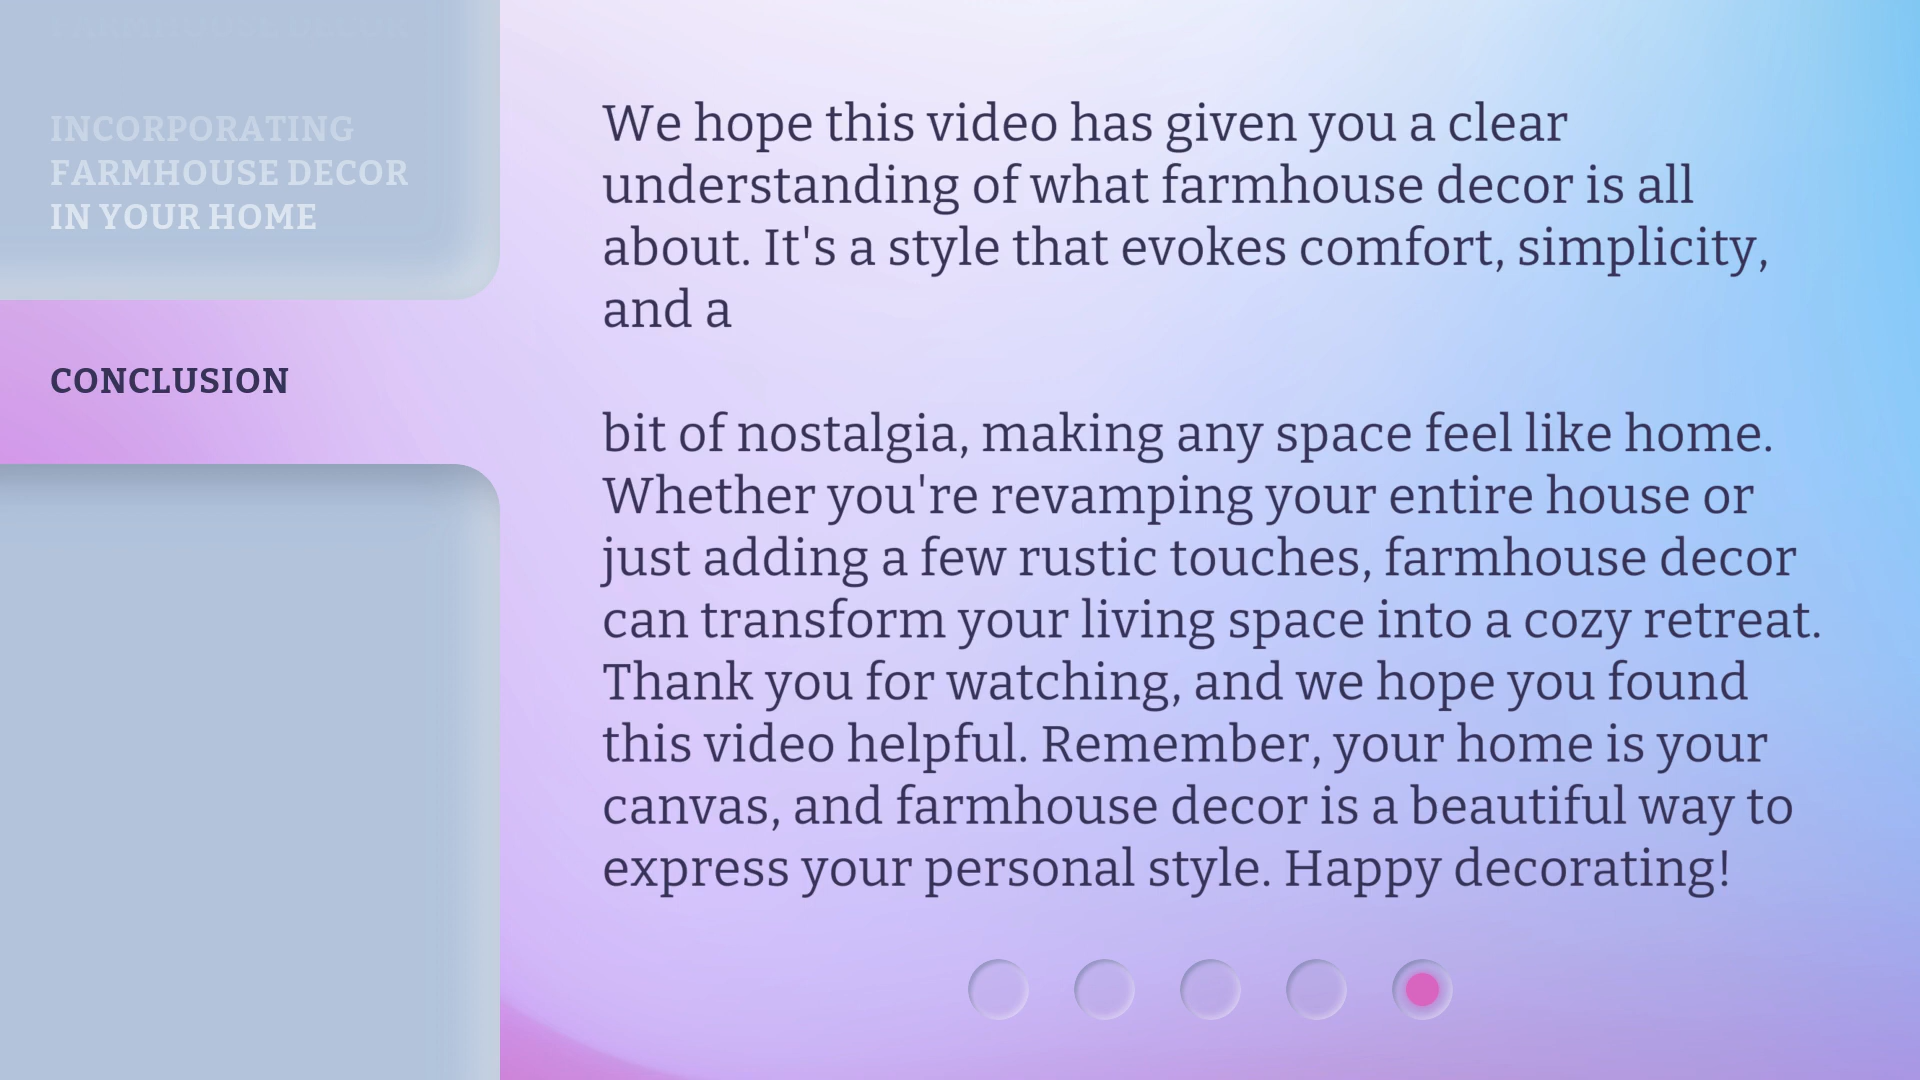 FARMHOUSE DECOR
INCORPORATING
FARMHOUSE DECOR
IN YOUR HOME
CONCLUSION
We hope this video has given you a clear
understanding of what farmhouse decor is all
about. It's a style that evokes comfort, simplicity,
and a
bit of nostalgia, making any space feel like home.
Whether you're revamping your entire house or
just adding a few rustic touches, farmhouse decor
can transform your living space into a cozy retreat.
Thank you for watching, and we hope you found
this video helpful. Remember, your home is your
canvas, and farmhouse decor is a beautiful way to
express your personal style. Happy decorating!